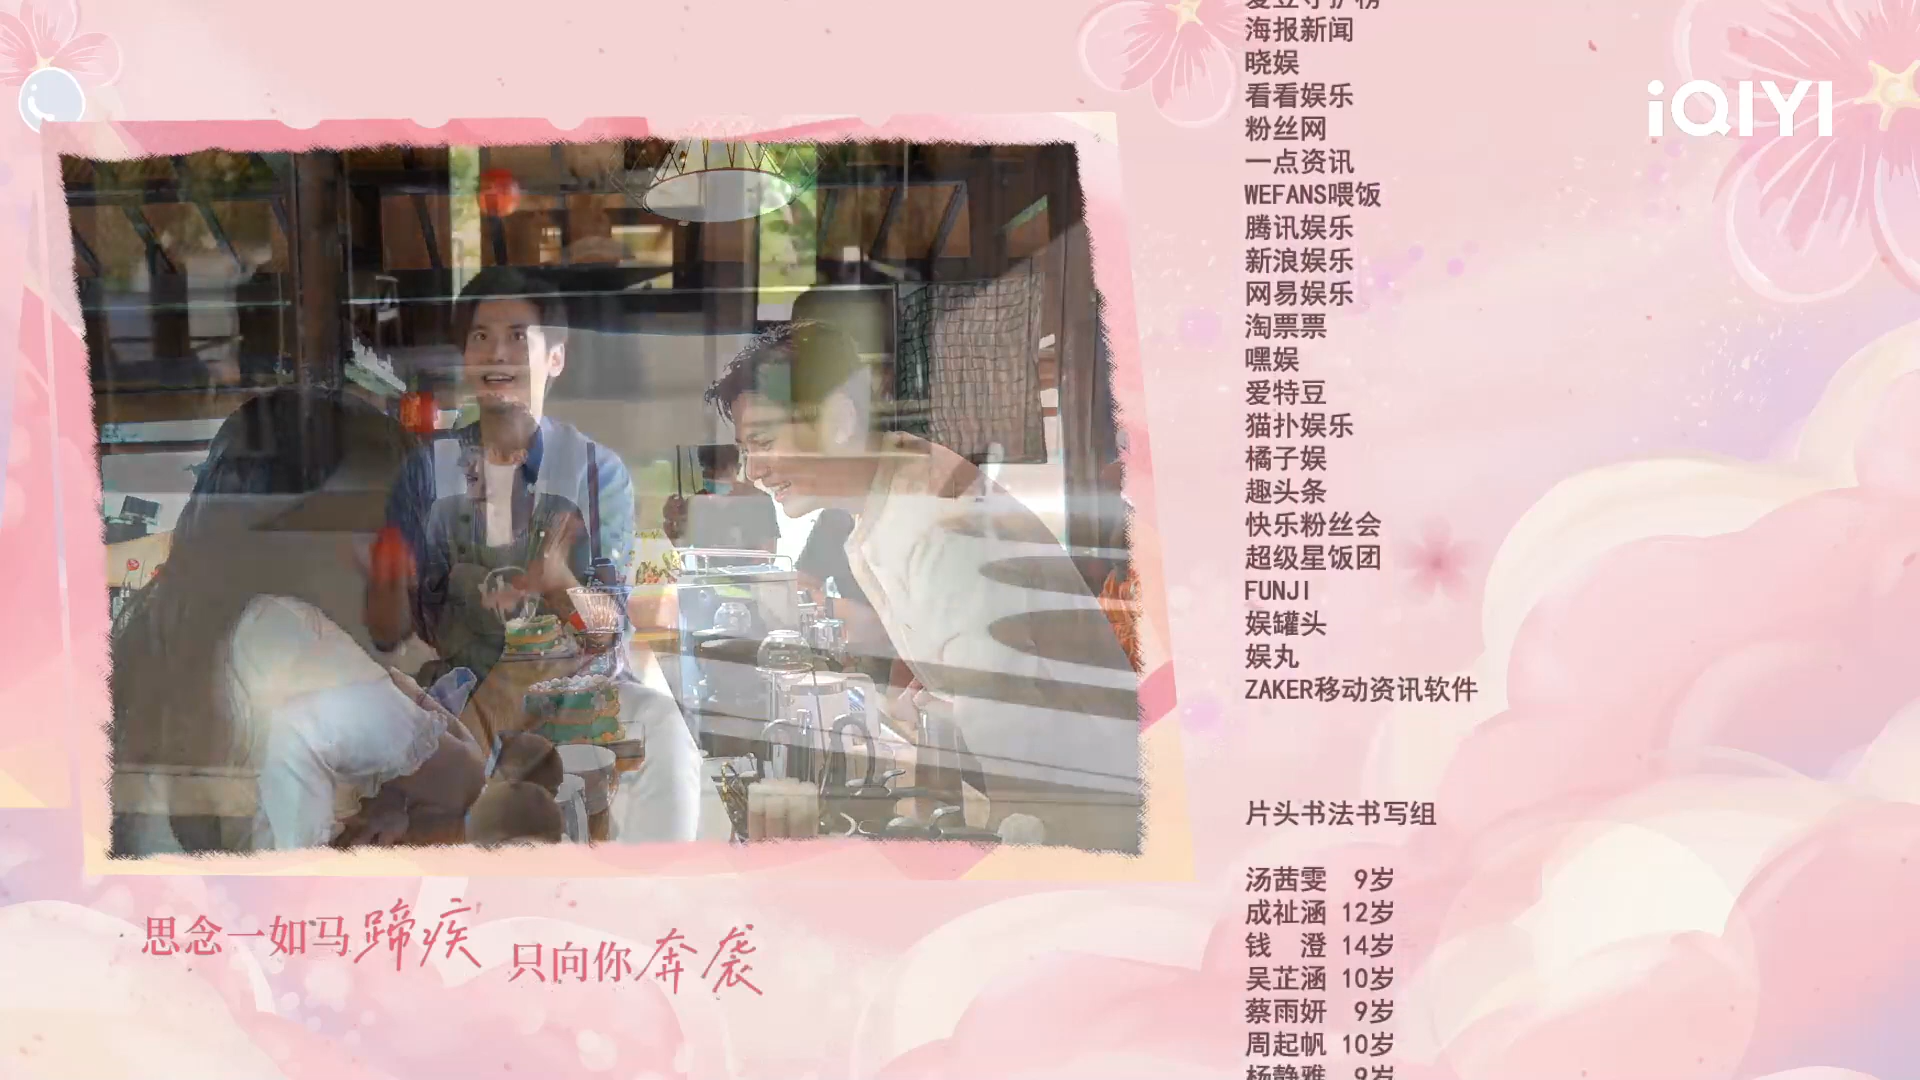 iQIYI
海报新闻
晓娱
看看娱乐
粉丝网
一点资讯
WEFANS喂饭
腾讯娱乐
新浪娱乐
网易娱乐
淘票票
嘿娱
爱特豆
猫扑娱乐
橘子娱
趣头条
快乐粉丝会
超级星饭团
FUNJI
娱罐头
娱丸
ZAKER移动资讯软件
片头书法书写组
汤茜雯 9岁
成祉涵 12岁
钱 澄 14岁
吴芷涵 10岁
蔡雨妍 9岁
周起帆 10岁
杨静雅 9岁
思念一如马蹄疾
只向你奔袭